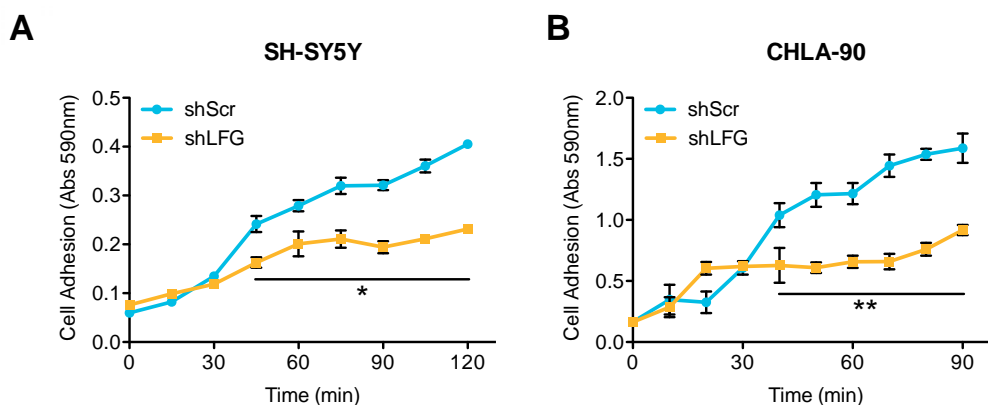 A
SH-SY5Y
Cell Adhesion (Abs 590nm)
0.5
0.4
0.3
0.2
0.1
0.0
shScr
shLFG
*
0
30
60
90
120
Time (min)
B
CHLA-90
Cell Adhesion (Abs 590nm)
2.0
1.5
1.0
0.5
0.0
shScr
shLFG
**
0
30
60
90
Time (min)